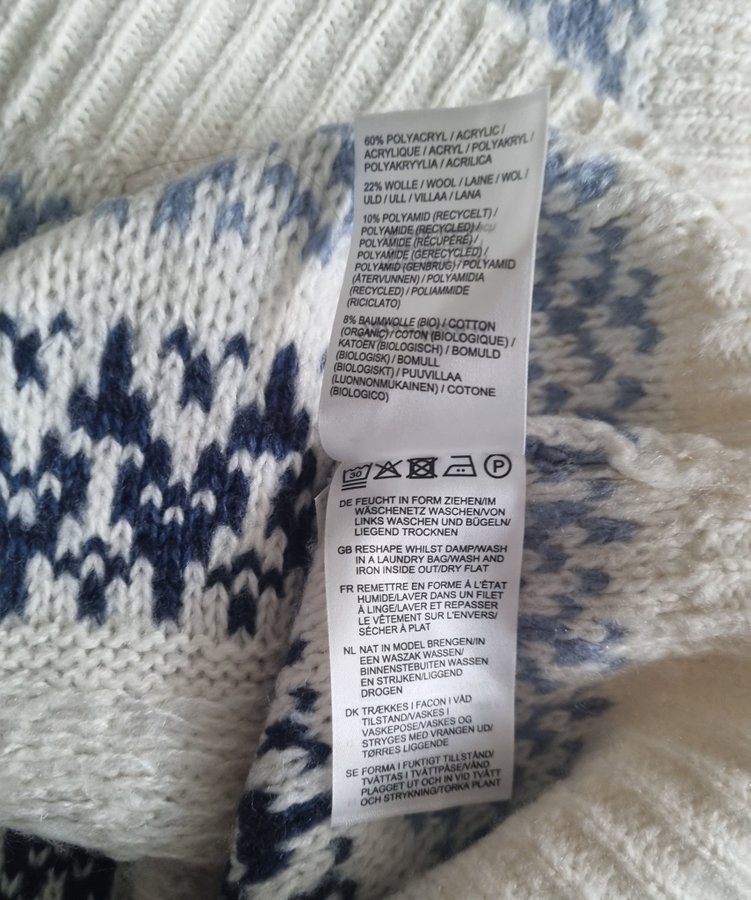 60% POLYACRYL / ACRYLIC /
ACRYLIQUE / ACRYL / POLYAKRYL /
POLYAKRYYLIA / ACRILICA
22% WOLLE / WOOL / LAINE / WOL /
ULD / ULL / VILLAA / LANA
10% POLYAMID (RECYCELT) /
POLYAMIDE (RECYCLED) /
POLYAMIDE (RÉCUPÉRÉ) /
POLYAMIDE (GERECYCLED) /
POLYAMID (GENBRUG) / POLYAMID
(ÅTERVUNNEN) / POLYAMIDIA
(RECYCLED) / POLIAMMIDE
(RICICLATO)
8% BAUMWOLLE (BIO) / COTTON
(ORGANIC) / COTON (BIOLOGIQUE) /
KATOEN (BIOLOGISCH) / BOMULD
(BIOLOGISK) / BOMULL
(BIOLOGISKT) / PUUVILLAA
(LUONNONMUKAINEN) / COTONE
(BIOLOGICO)
30 P
DE FEUCHT IN FORM ZIEHEN/IM
WÄSCHENETZ WASCHEN/VON
LINKS WASCHEN UND BÜGELN/
LIEGEND TROCKNEN
GB RESHAPE WHILST DAMP/WASH
IN A LAUNDRY BAG/WASH AND
IRON INSIDE OUT/DRY FLAT
FR REMETTRE EN FORME À L'ÉTAT
HUMIDE/LAVER DANS UN FILET
À LINGE/LAVER ET REPASSER
LE VÊTEMENT SUR L'ENVERS/
SÉCHER À PLAT
NL NAT IN MODEL BRENGEN/IN
EEN WASZAK WASSEN/
BINNENSTEBUITEN WASSEN
EN STRIJKEN/LIGGEND
DROGEN
DK TRÆKKES I FACON I VÅD
TILSTAND/VASKES I
VASKEPOSE/VASKES OG
STRYGES MED VRANGEN UD/
TØRRES LIGGENDE
SE FORMA I FUKTIGT TILLSTÅND/
TVÄTTAS I TVÄTTPÅSE/VÄND
PLAGGET UT OCH IN VID TVÄTT
OCH STRYKNING/TORKA PLANT